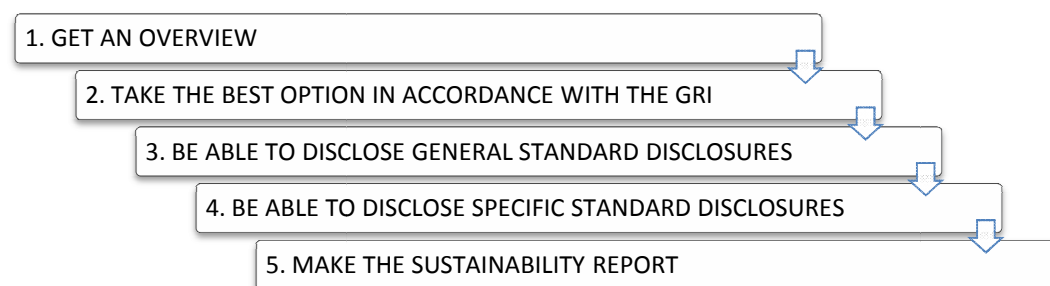 1. GET AN OVERVIEW
2. TAKE THE BEST OPTION IN ACCORDANCE WITH THE GRI
3. BE ABLE TO DISCLOSE GENERAL STANDARD DISCLOSURES
4. BE ABLE TO DISCLOSE SPECIFIC STANDARD DISCLOSURES
5. MAKE THE SUSTAINABILITY REPORT